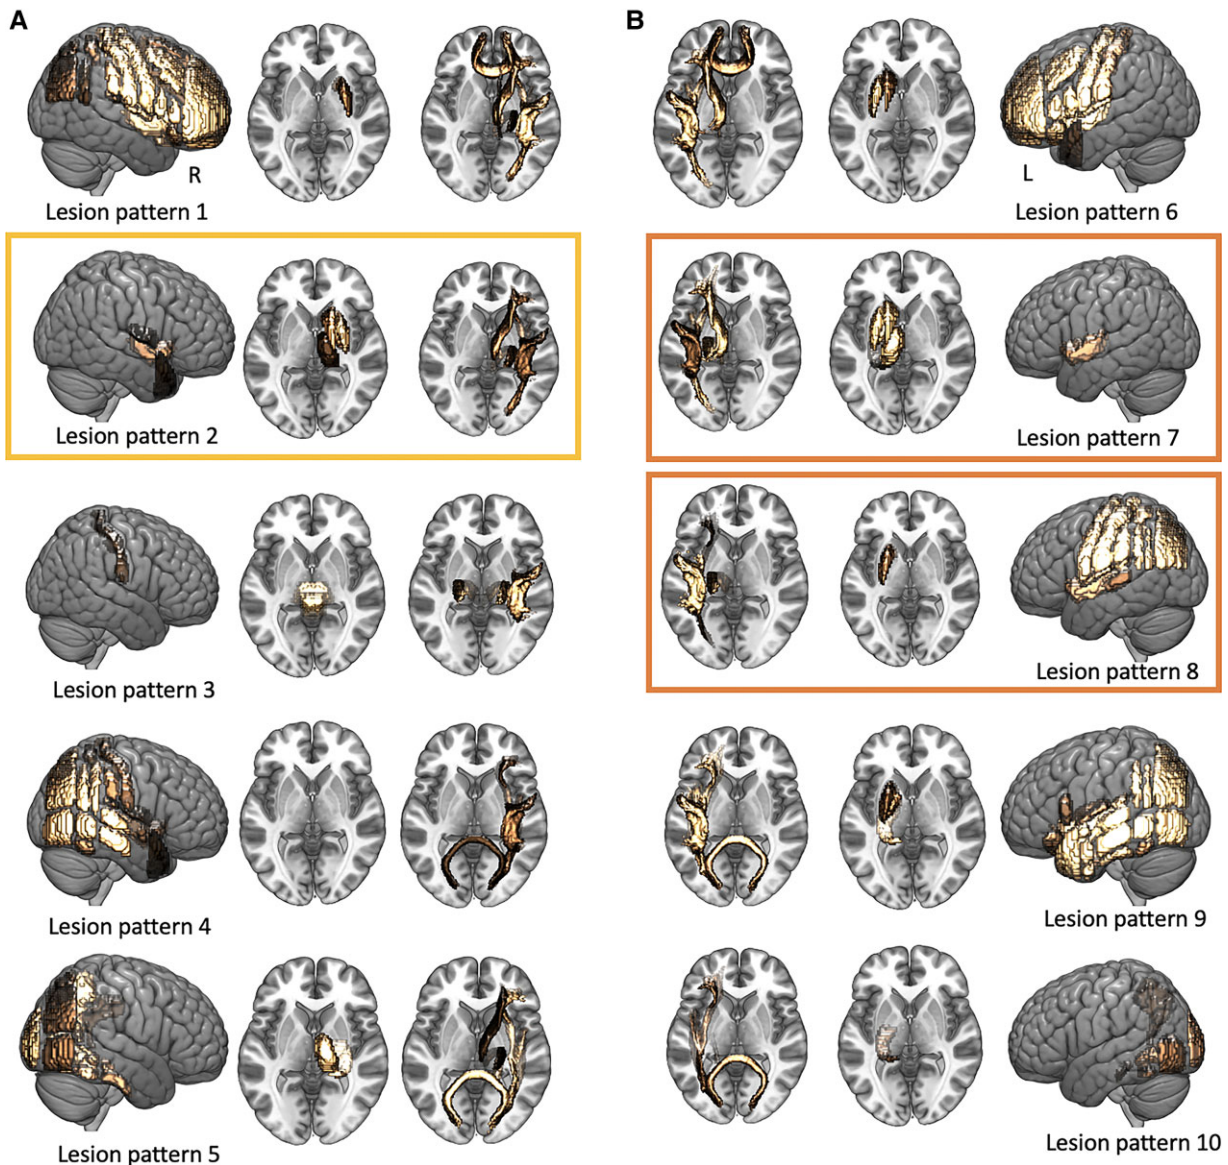 A
B
R
L
Lesion pattern 1
Lesion pattern 6
Lesion pattern 2
Lesion pattern 7
Lesion pattern 3
Lesion pattern 8
Lesion pattern 4
Lesion pattern 9
Lesion pattern 5
Lesion pattern 10